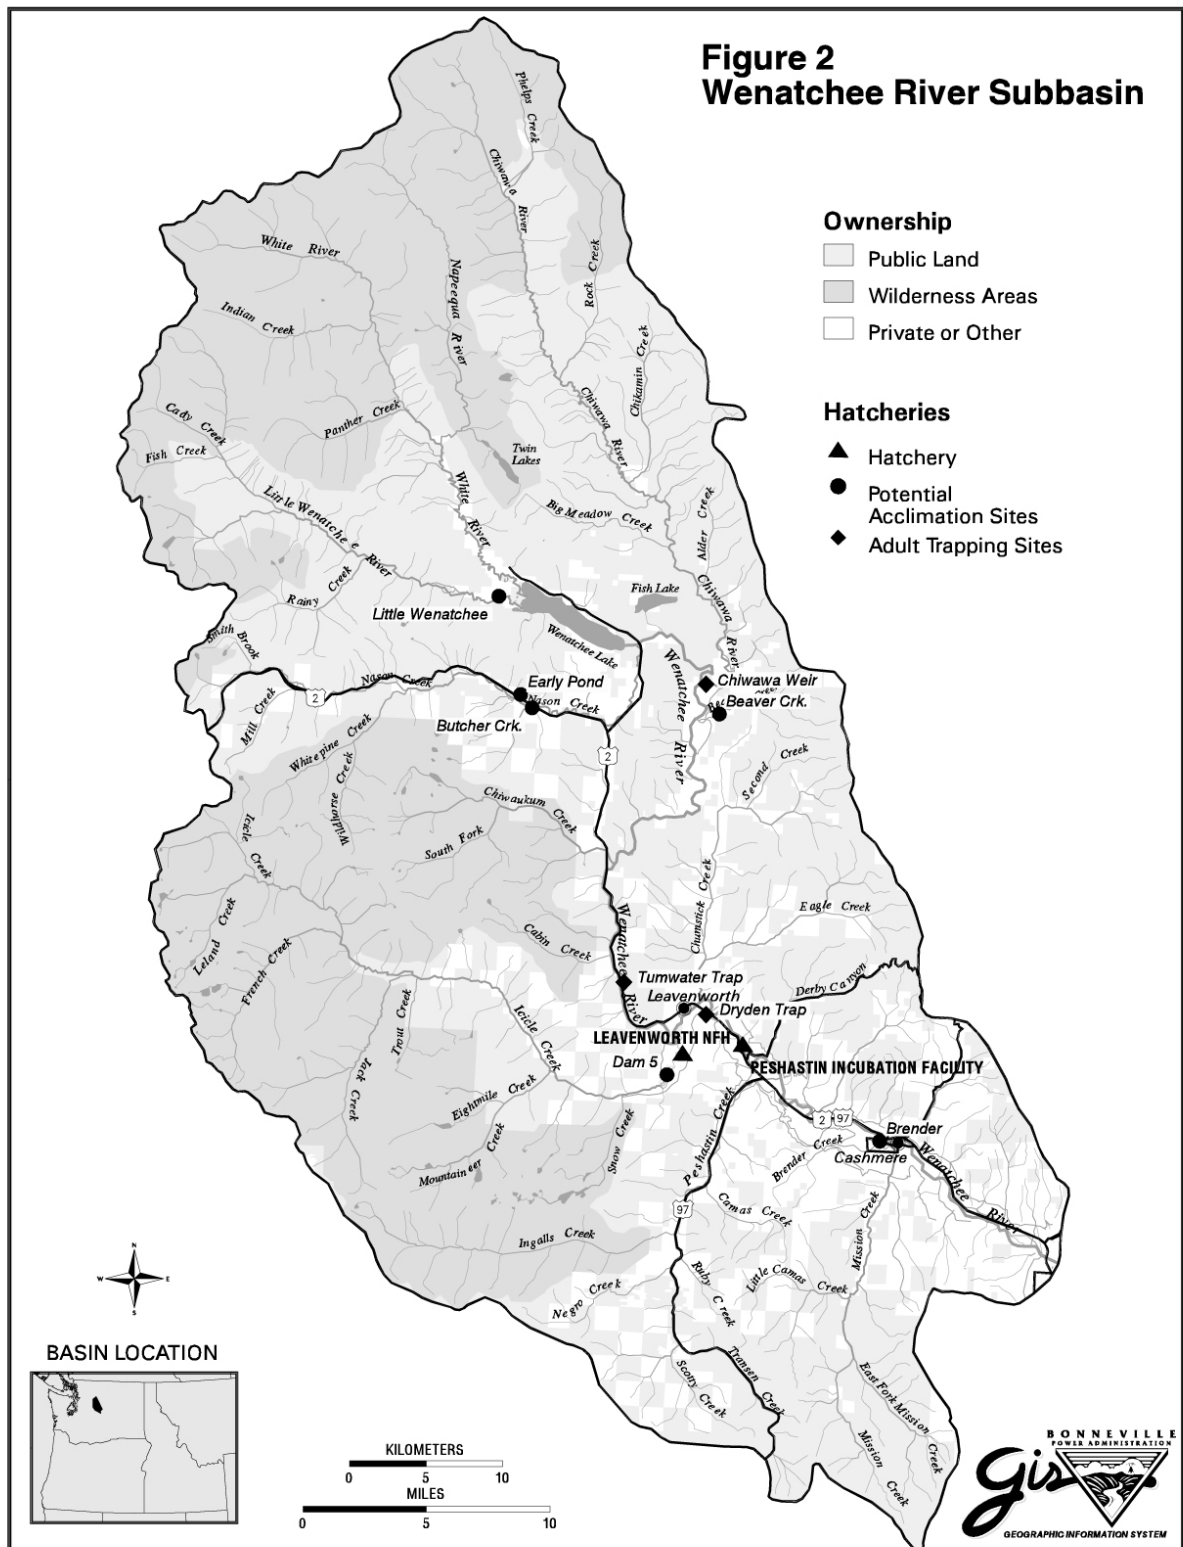 Figure 2
Wenatchee River Subbasin
Ownership
Public Land
Wilderness Areas
Private or Other
Hatcheries
Hatchery
Potential
Acclimation Sites
Adult Trapping Sites
Phelps Creek
Chiwawa River
White River
Napeequa River
Rock Creek
Indian Creek
Chikamin Creek
Chiwawa River
Cady Creek
Panther Creek
Fish Creek
Twin
Lakes
White River
Little Wenatchee River
Big Meadow Creek
Alder Creek
Rainy Creek
Fish Lake
Chiwawa River
Little Wenatchee
Wenatchee Lake
Smith Brook
Wenatchee River
Nason Creek
Early Pond
Chiwawa Weir
Nason Creek
Beaver Crk.
Mill Creek
2
Butcher Crk.
Whitepine Creek
2
Second Creek
Wildhorse Creek
Chiwaukum Creek
Icicle Creek
South Fork
Chumstick Creek
Eagle Creek
Leland Creek
French Creek
Cabin Creek
Wenatchee River
Tumwater Trap
Derby Canyon
Leavenworth
Dryden Trap
Trout Creek
Icicle Creek
LEAVENWORTH NFH
Dam 5
PESHASTIN INCUBATION FACILITY
Jack Creek
Eightmile Creek
Peshastin Creek
2 97
Brender
Mountaineer Creek
Snow Creek
Brender Creek
Cashmere
Wenatchee River
97
Camas Creek
Mission Creek
Ingalls Creek
Ruby Creek
Little Camas Creek
Negro Creek
N
W E
S
Transen Creek
Scotty Creek
East Fork Mission Creek
Mission Creek
BASIN LOCATION
KILOMETERS
0 5 10
MILES
0 5 10
BONNEVILLE
POWER ADMINISTRATION
Gis
GEOGRAPHIC INFORMATION SYSTEM